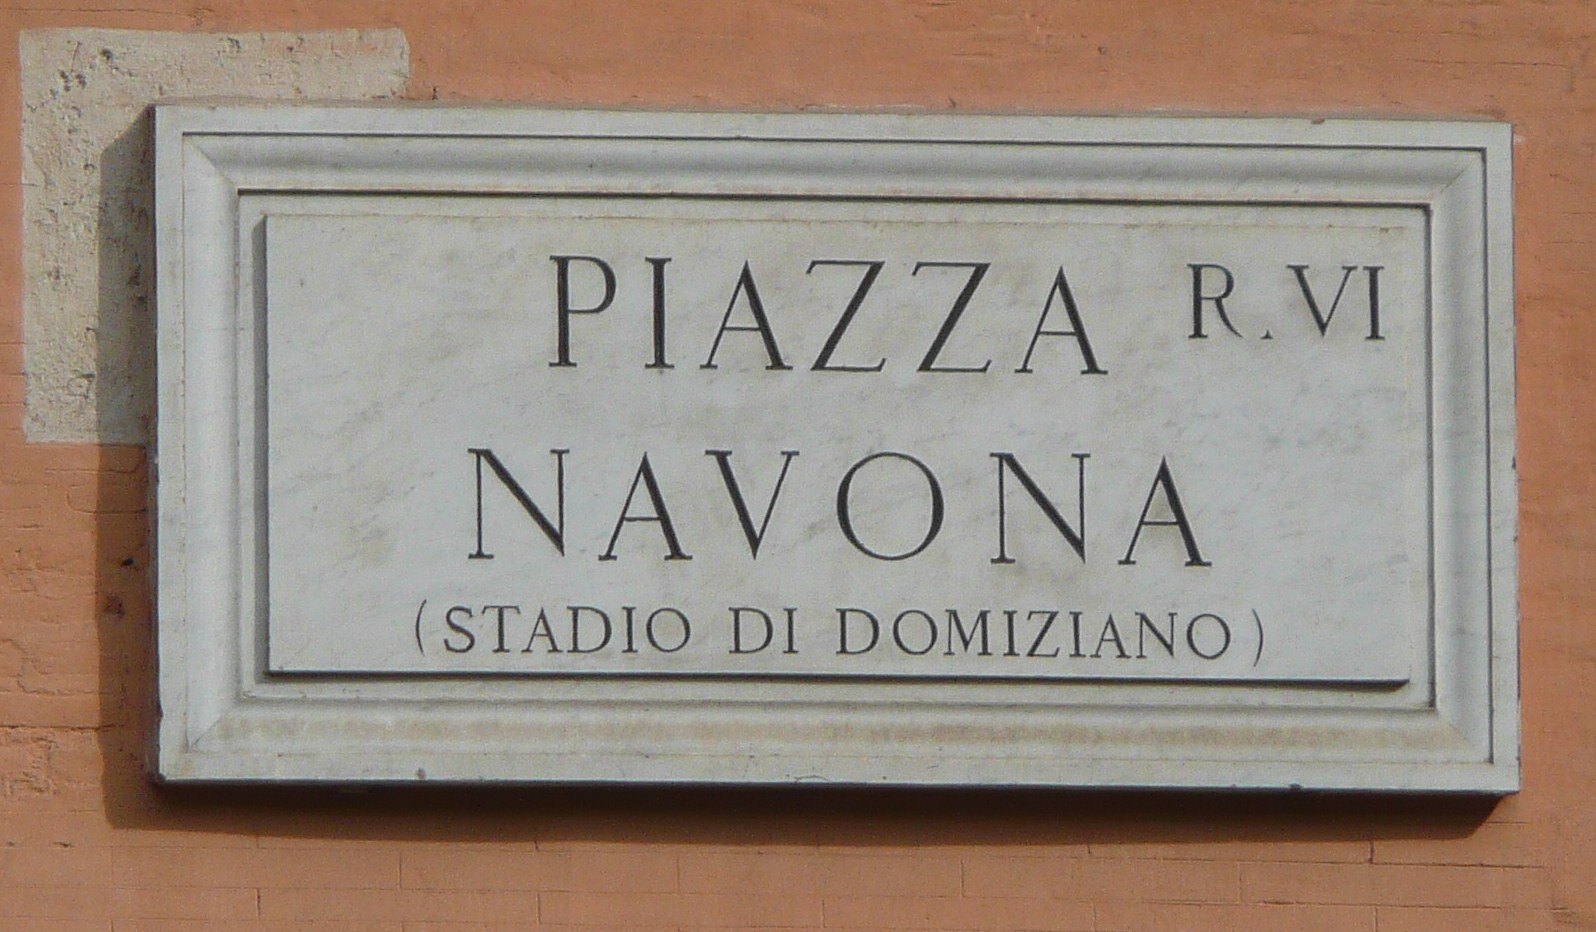 PIAZZA R. VI
NAVONA
(STADIO DI DOMIZIANO)